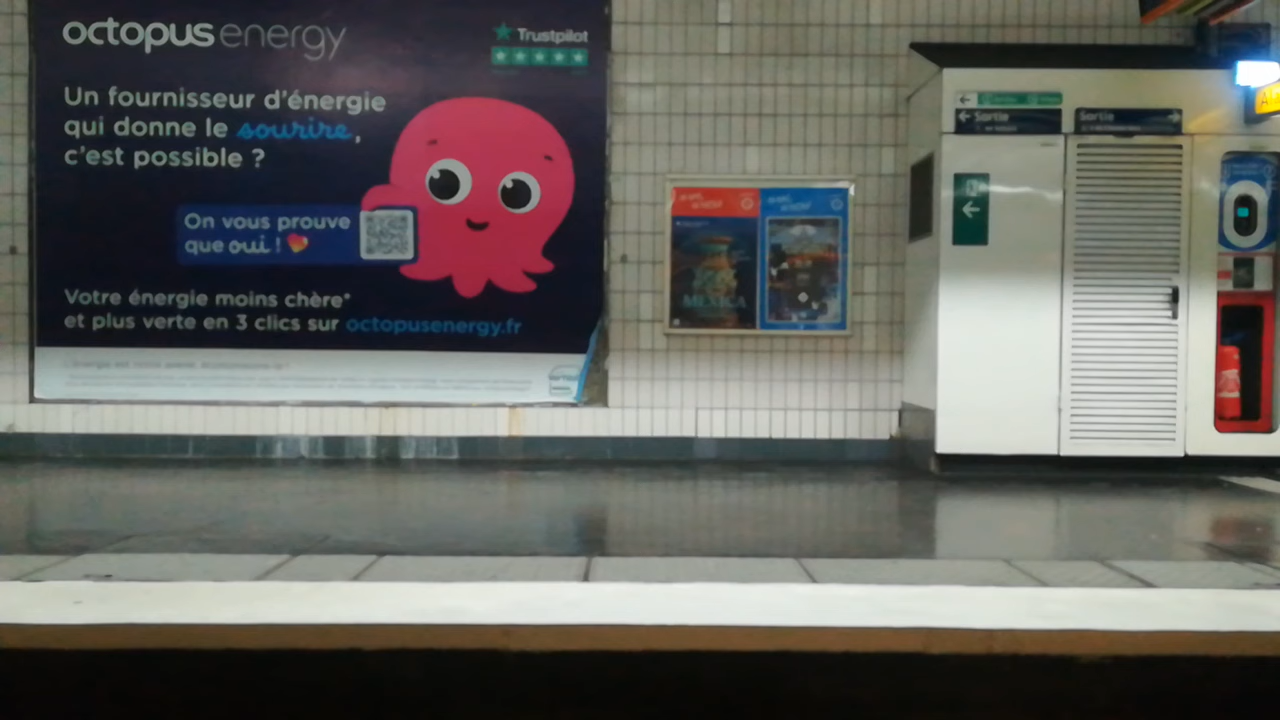 octopus energy
Trustpilot
Un fournisseur d'énergie
qui donne le sourire,
c'est possible ?
On vous prouve
que oui !
Votre énergie moins chère*
et plus verte en 3 clics sur octopusenergy.fr
MEXICA
Sortie
Sortie